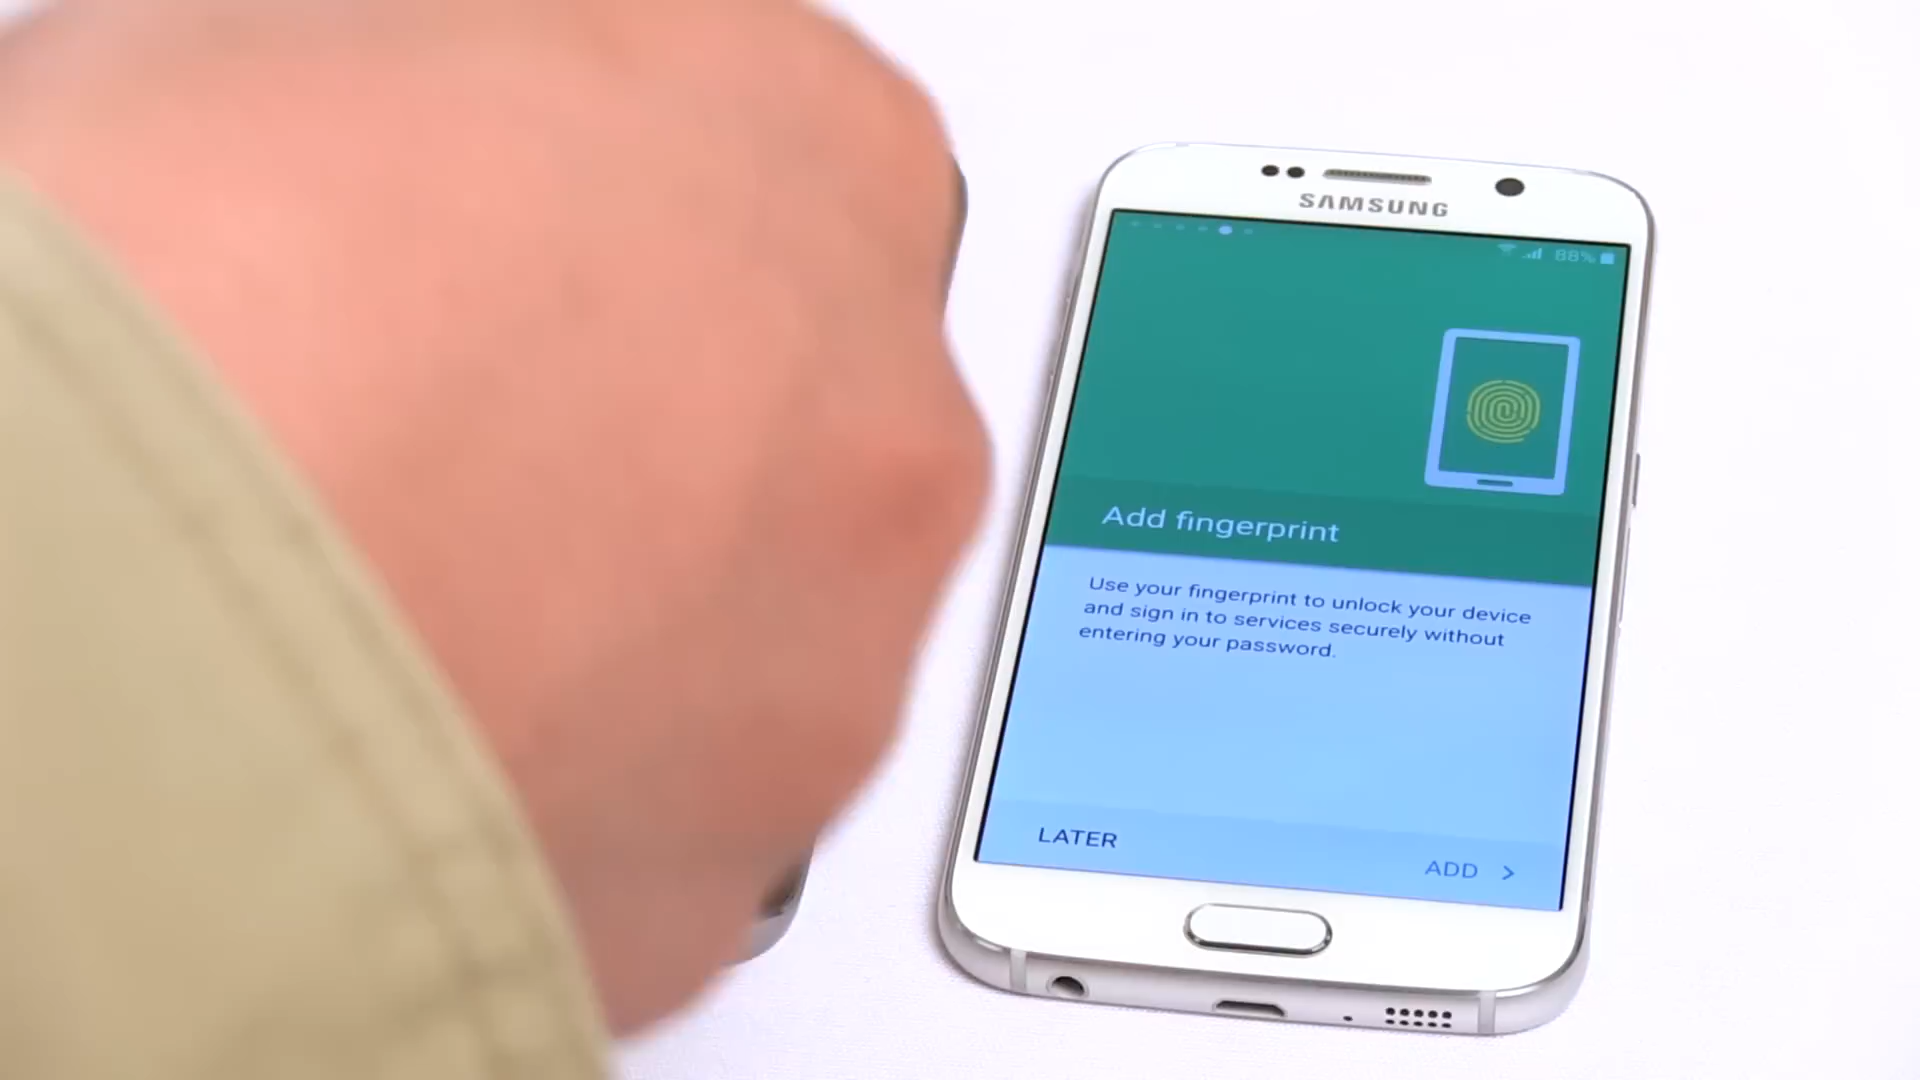 SAMSUNG
88%
Add fingerprint
Use your fingerprint to unlock your device
and sign in to services securely without
entering your password.
LATER
ADD >